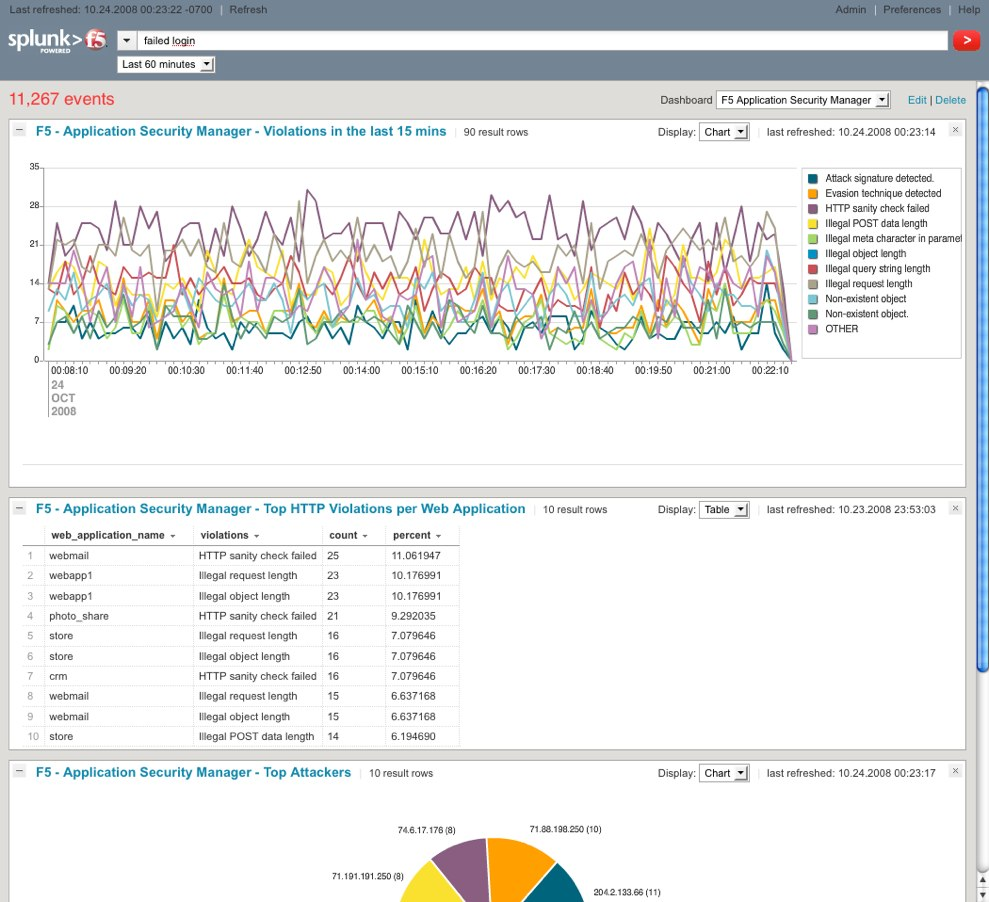 Last refreshed: 10.24.2008 00:23:22 -0700 | Refresh
Admin | Preferences | Help
splunk> f5.
POWERED
failed login
>
Last 60 minutes
11,267 events
Dashboard F5 Application Security Manager Edit | Delete
F5 - Application Security Manager - Violations in the last 15 mins 90 result rows Display: Chart last refreshed: 10.24.2008 00:23:14
35
28
21
14
7
0
00:08:10 00:09:20 00:10:30 00:11:40 00:12:50 00:14:00 00:15:10 00:16:20 00:17:30 00:18:40 00:19:50 00:21:00 00:22:10
24
OCT
2008
Attack signature detected.
Evasion technique detected
HTTP sanity check failed
Illegal POST data length
Illegal meta character in paramet
Illegal object length
Illegal query string length
Illegal request length
Non-existent object
Non-existent object.
OTHER
F5 - Application Security Manager - Top HTTP Violations per Web Application 10 result rows Display: Table last refreshed: 10.23.2008 23:53:03
web_application_name violations count percent
1 webmail HTTP sanity check failed 25 11.061947
2 webapp1 Illegal request length 23 10.176991
3 webapp1 Illegal object length 23 10.176991
4 photo_share HTTP sanity check failed 21 9.292035
5 store Illegal request length 16 7.079646
6 store Illegal object length 16 7.079646
7 crm HTTP sanity check failed 16 7.079646
8 webmail Illegal request length 15 6.637168
9 webmail Illegal object length 15 6.637168
10 store Illegal POST data length 14 6.194690
F5 - Application Security Manager - Top Attackers 10 result rows Display: Chart last refreshed: 10.24.2008 00:23:17
74.6.17.176 (8)
71.88.198.250 (10)
71.191.191.250 (8)
204.2.133.66 (11)